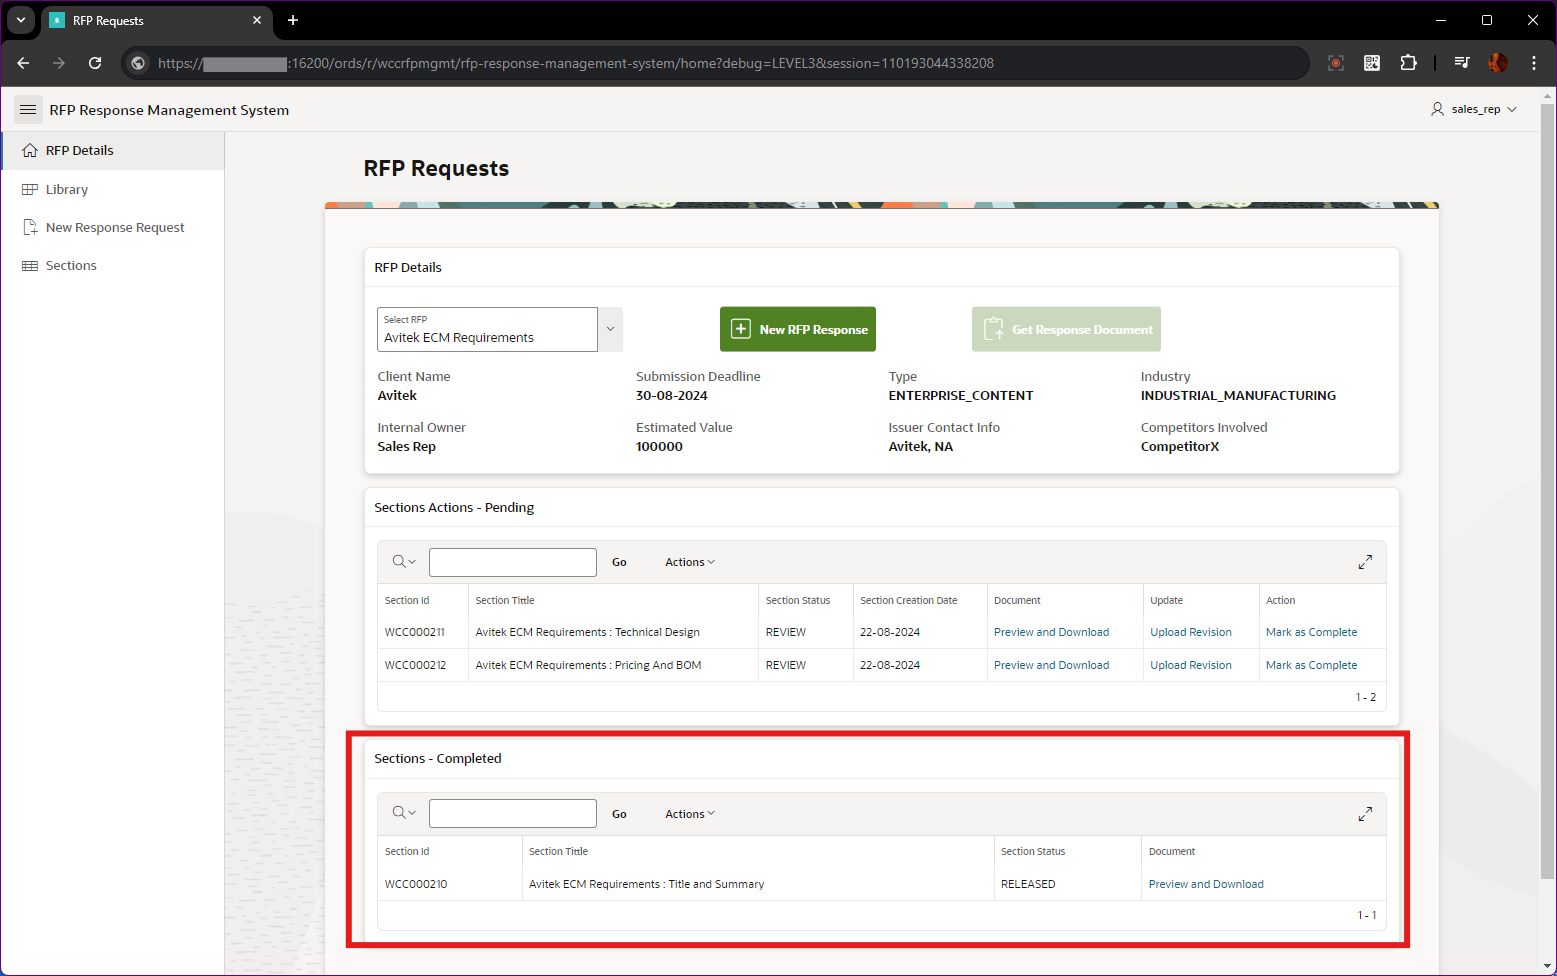 RFP Requests
https:// :16200/ords/r/wccrfpmgmt/rfp-response-management-system/home?debug=LEVEL3&session=110193044338208
RFP Response Management System
sales_rep
RFP Details
Library
New Response Request
Sections
RFP Requests
RFP Details
Select RFP
Avitek ECM Requirements
New RFP Response
Get Response Document
Client Name Submission Deadline Type Industry
Avitek 30-08-2024 ENTERPRISE_CONTENT INDUSTRIAL_MANUFACTURING
Internal Owner Estimated Value Issuer Contact Info Competitors Involved
Sales Rep 100000 Avitek, NA CompetitorX
Sections Actions - Pending
Go Actions
Section Id Section Tittle Section Status Section Creation Date Document Update Action
WCC000211 Avitek ECM Requirements : Technical Design REVIEW 22-08-2024 Preview and Download Upload Revision Mark as Complete
WCC000212 Avitek ECM Requirements : Pricing And BOM REVIEW 22-08-2024 Preview and Download Upload Revision Mark as Complete
1 - 2
Sections - Completed
Go Actions
Section Id Section Tittle Section Status Document
WCC000210 Avitek ECM Requirements : Title and Summary RELEASED Preview and Download
1 - 1